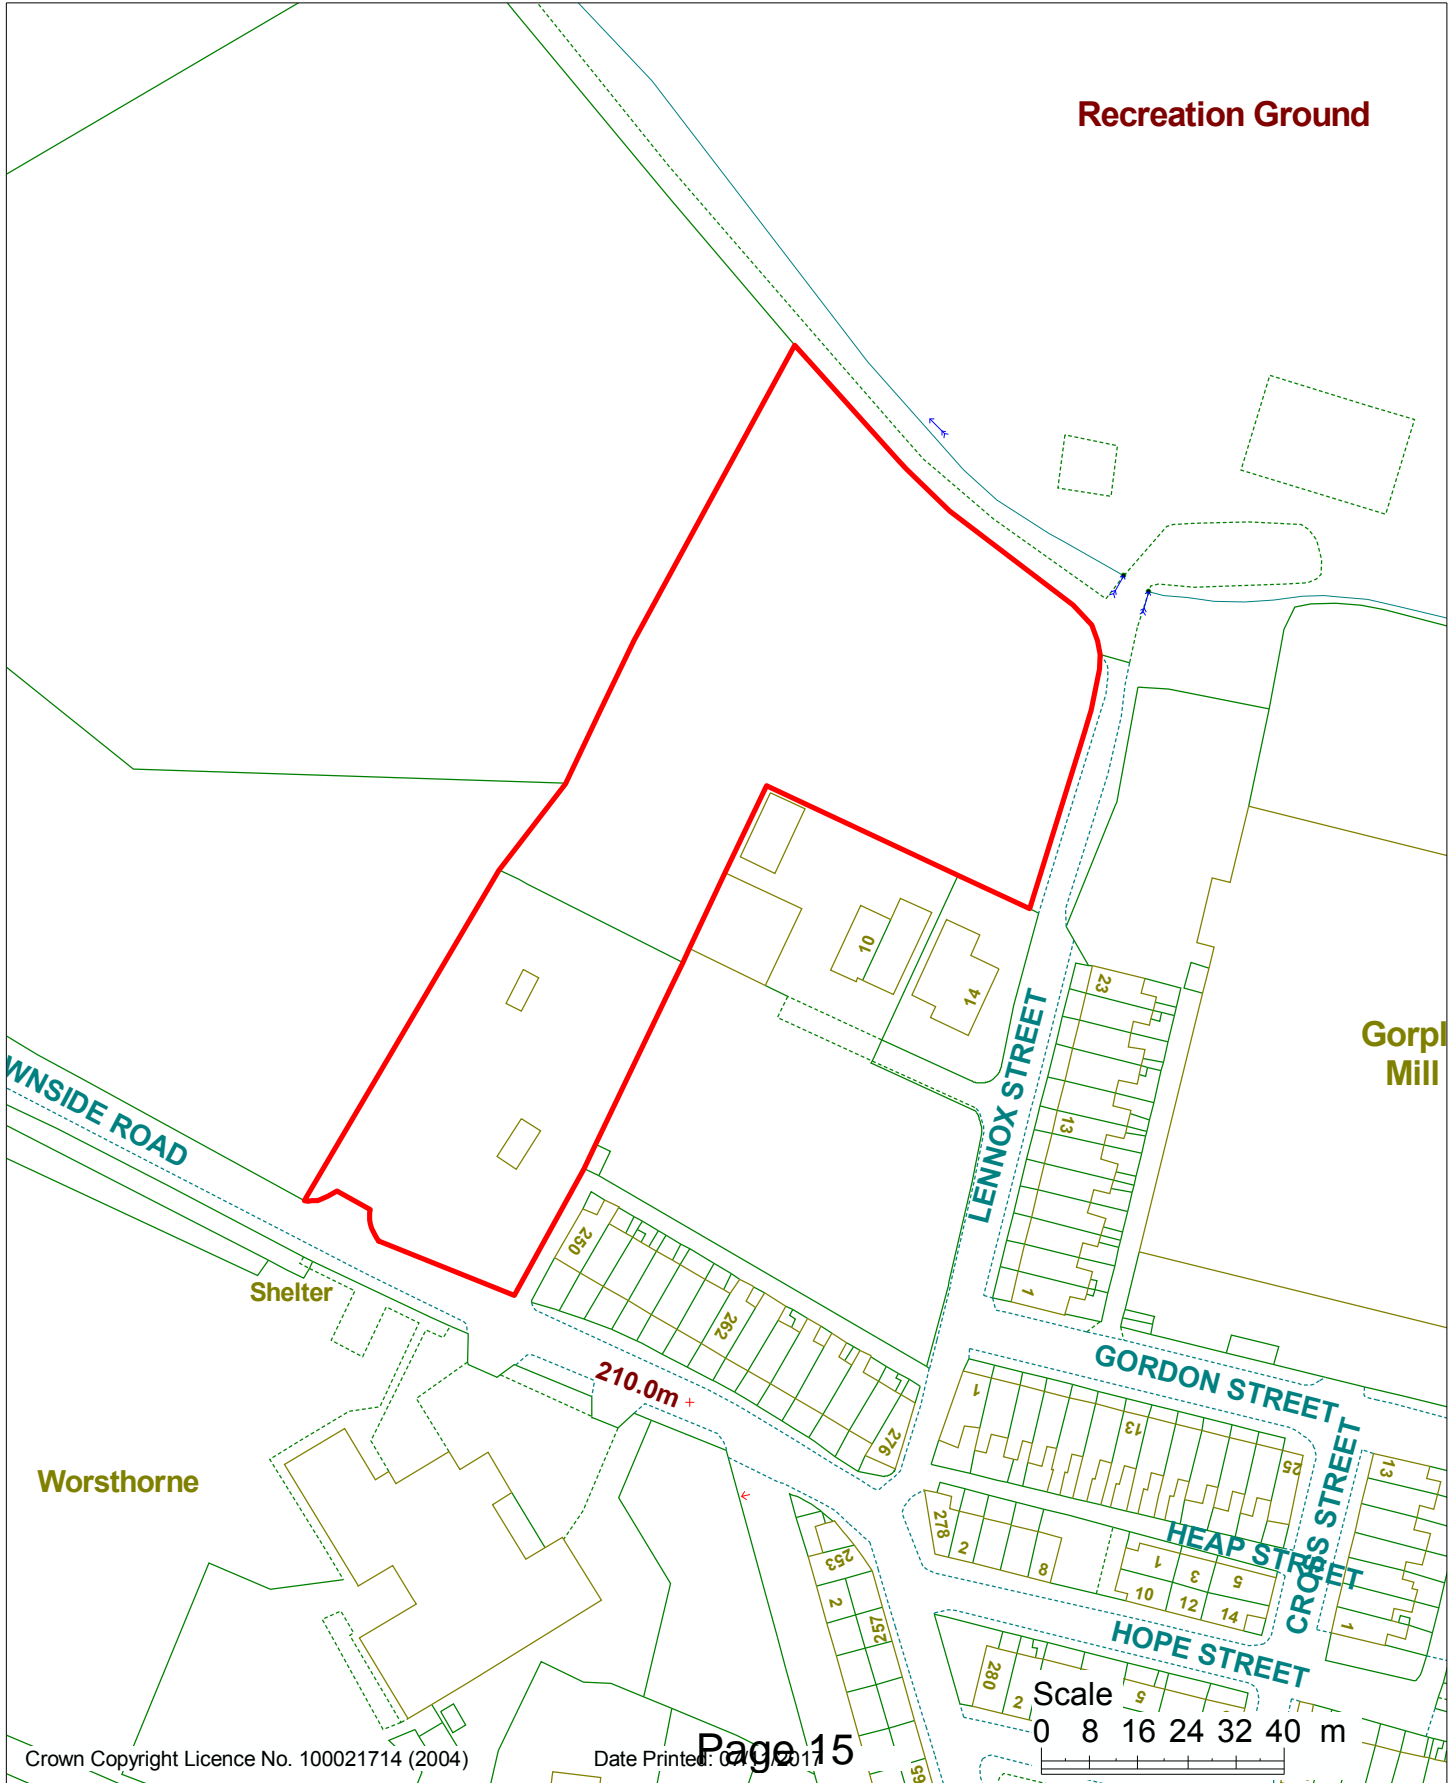 Recreation Ground
10
14
23
Gorpl
Mill
WNSIDE ROAD
LENNOX STREET
13
1
Shelter
250
262
276
210.0m
GORDON STREET
1
13
25
CROSS STREET
13
1
Worsthorne
278
2
8
HEAP STREET
1
3
5
10
12
14
253
2
257
HOPE STREET
280
2
5
Scale
0 8 16 24 32 40 m
Crown Copyright Licence No. 100021714 (2004)
Date Printed:
Page 15